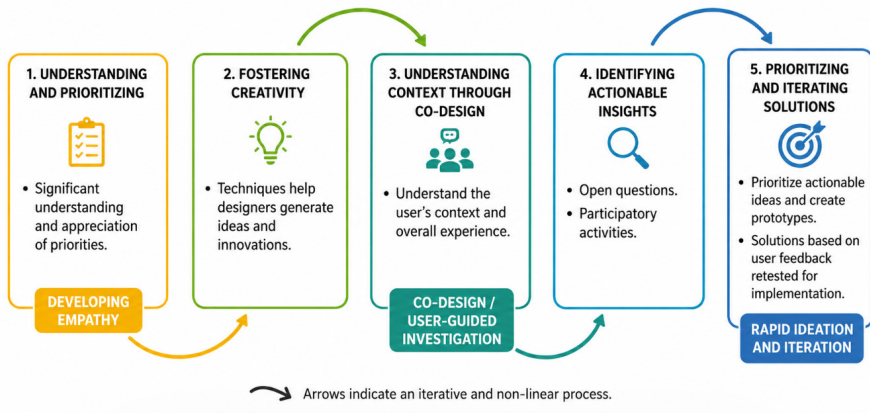 1. UNDERSTANDING
AND PRIORITIZING
• Significant
understanding
and appreciation
of priorities.
DEVELOPING
EMPATHY
2. FOSTERING
CREATIVITY
• Techniques help
designers generate
ideas and
innovations.
3. UNDERSTANDING
CONTEXT THROUGH
CO-DESIGN
• Understand the
user's context and
overall experience.
CO-DESIGN /
USER-GUIDED
INVESTIGATION
4. IDENTIFYING
ACTIONABLE
INSIGHTS
• Open questions.
• Participatory
activities.
5. PRIORITIZING
AND ITERATING
SOLUTIONS
• Prioritize actionable
ideas and create
prototypes.
• Solutions based on
user feedback
retested for
implementation.
RAPID IDEATION
AND ITERATION
Arrows indicate an iterative and non-linear process.